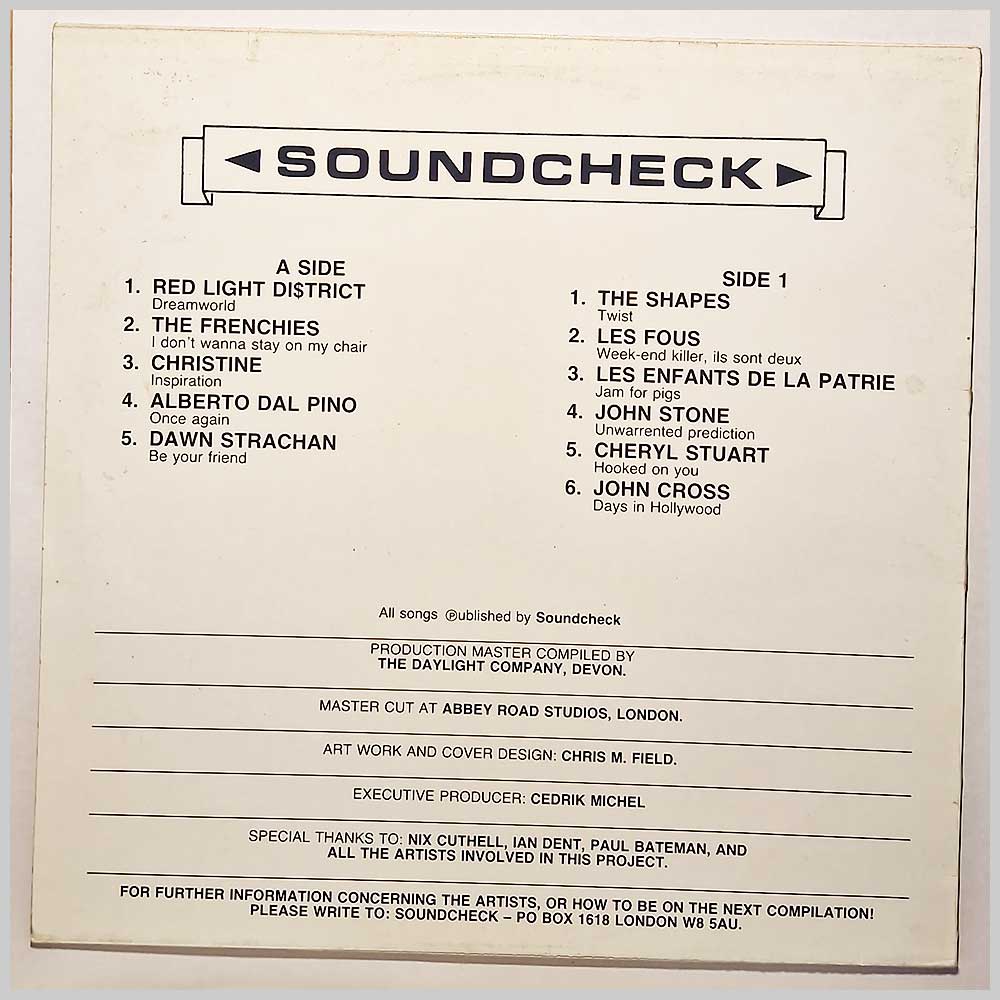 ◄ SOUNDCHECK ►
A SIDE
1. RED LIGHT DI$TRICT
Dreamworld
2. THE FRENCHIES
I don't wanna stay on my chair
3. CHRISTINE
Inspiration
4. ALBERTO DAL PINO
Once again
5. DAWN STRACHAN
Be your friend
SIDE 1
1. THE SHAPES
Twist
2. LES FOUS
Week-end killer, ils sont deux
3. LES ENFANTS DE LA PATRIE
Jam for pigs
4. JOHN STONE
Unwarrented prediction
5. CHERYL STUART
Hooked on you
6. JOHN CROSS
Days in Hollywood
All songs ℗ublished by Soundcheck
PRODUCTION MASTER COMPILED BY
THE DAYLIGHT COMPANY, DEVON.
MASTER CUT AT ABBEY ROAD STUDIOS, LONDON.
ART WORK AND COVER DESIGN: CHRIS M. FIELD.
EXECUTIVE PRODUCER: CEDRIK MICHEL
SPECIAL THANKS TO: NIX CUTHELL, IAN DENT, PAUL BATEMAN, AND
ALL THE ARTISTS INVOLVED IN THIS PROJECT.
FOR FURTHER INFORMATION CONCERNING THE ARTISTS, OR HOW TO BE ON THE NEXT COMPILATION!
PLEASE WRITE TO: SOUNDCHECK – PO BOX 1618 LONDON W8 5AU.